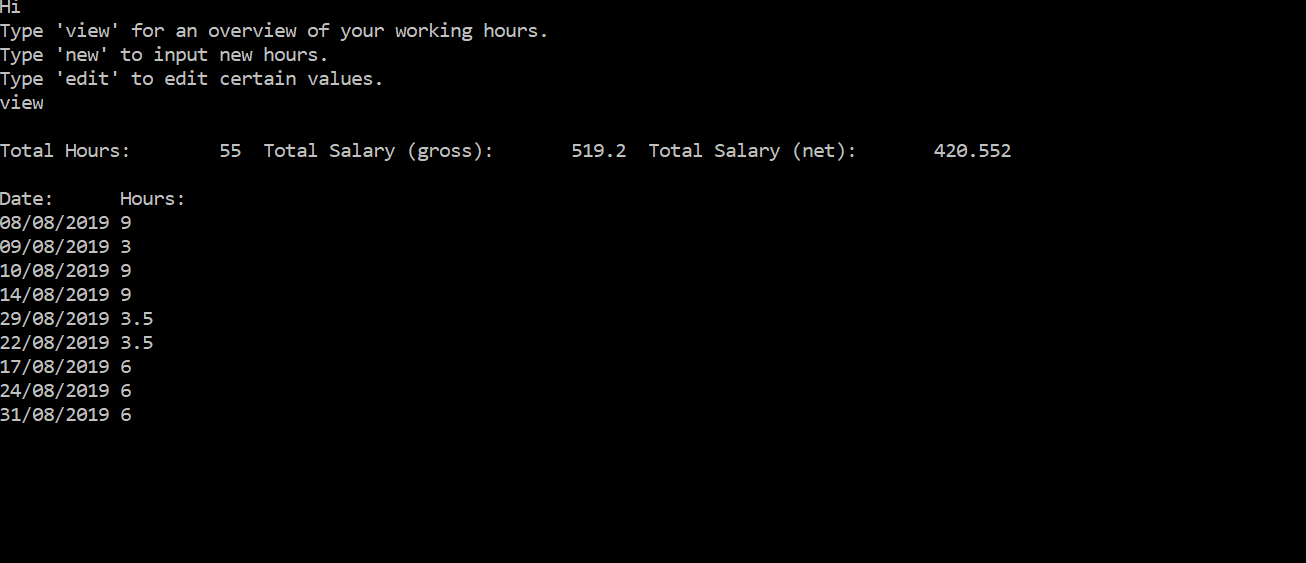 Hi
Type 'view' for an overview of your working hours.
Type 'new' to input new hours.
Type 'edit' to edit certain values.
view
Total Hours: 55 Total Salary (gross): 519.2 Total Salary (net): 420.552
Date: Hours:
08/08/2019 9
09/08/2019 3
10/08/2019 9
14/08/2019 9
29/08/2019 3.5
22/08/2019 3.5
17/08/2019 6
24/08/2019 6
31/08/2019 6